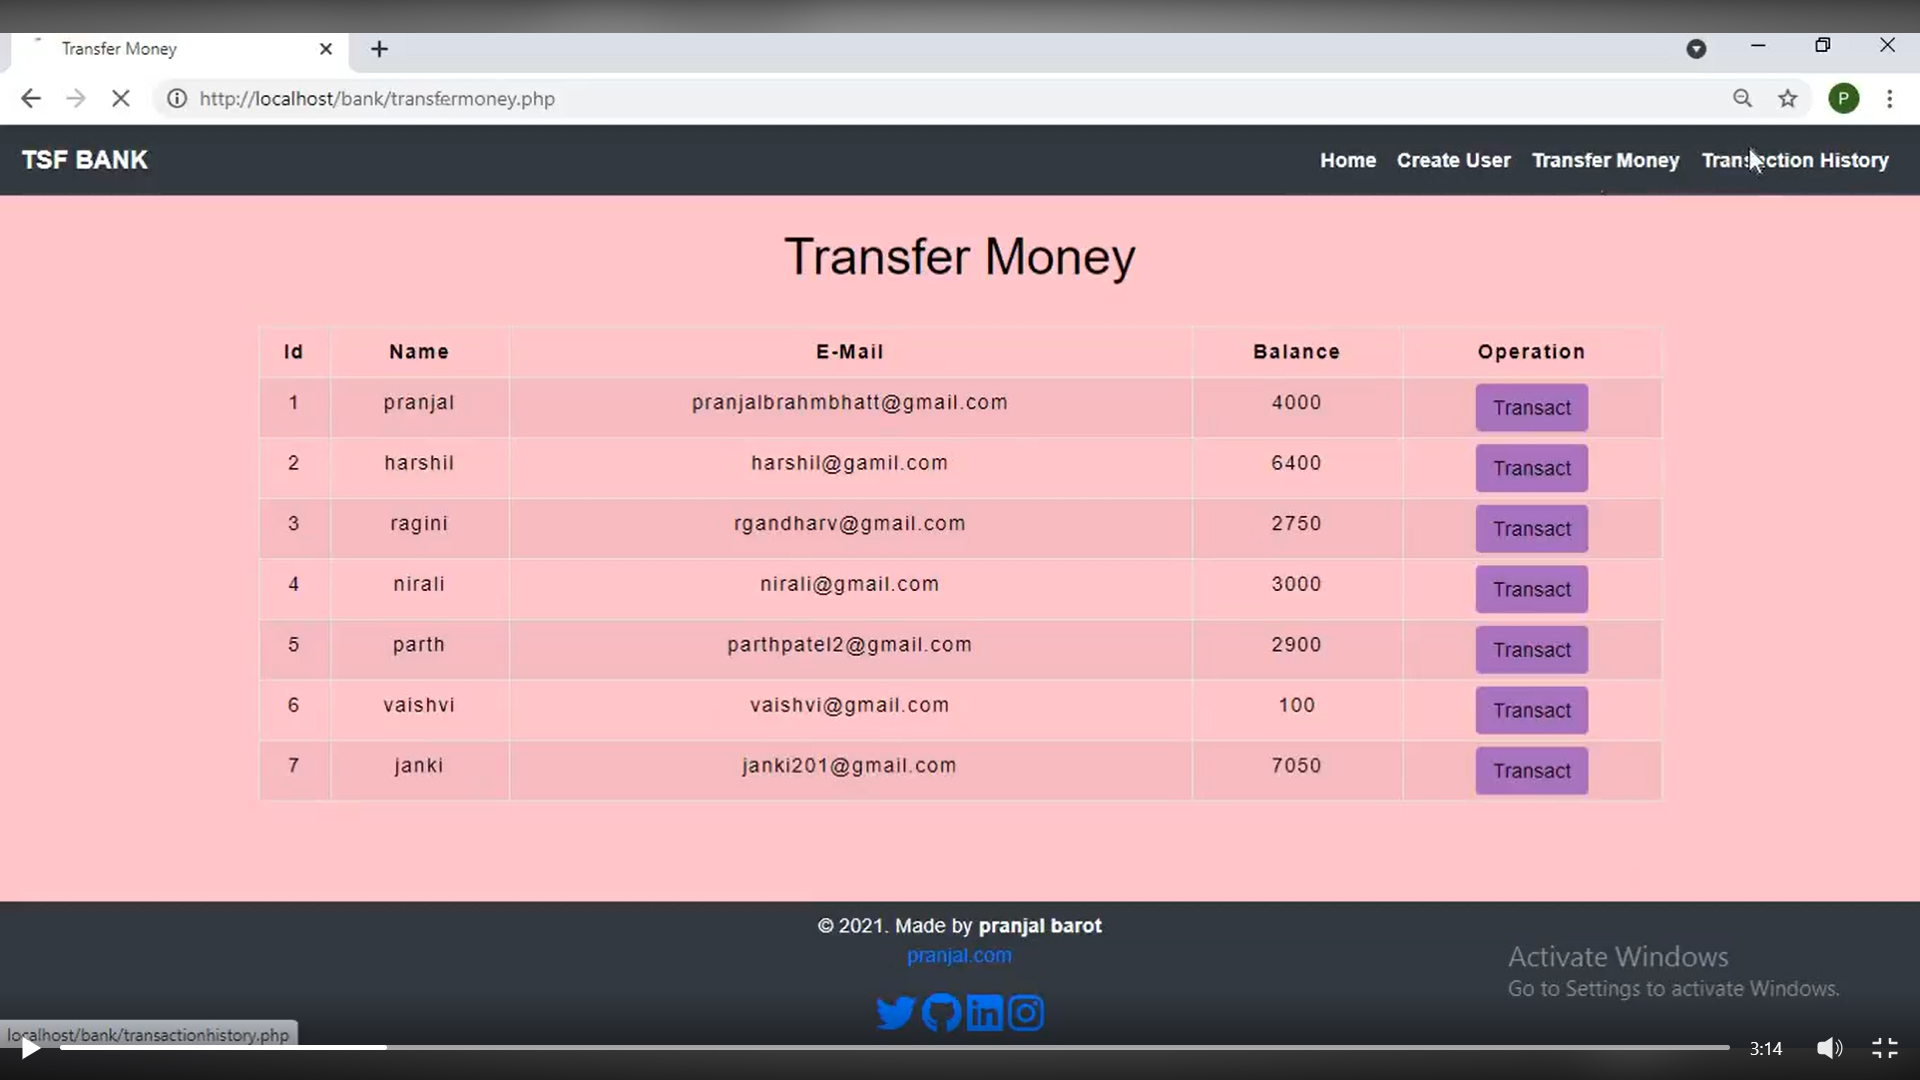 Transfer Money
http://localhost/bank/transfermoney.php
P
TSF BANK
Home Create User Transfer Money Transaction History
Transfer Money
Id Name E-Mail Balance Operation
1 pranjal pranjalbrahmbhatt@gmail.com 4000 Transact
2 harshil harshil@gamil.com 6400 Transact
3 ragini rgandharv@gmail.com 2750 Transact
4 nirali nirali@gmail.com 3000 Transact
5 parth parthpatel2@gmail.com 2900 Transact
6 vaishvi vaishvi@gmail.com 100 Transact
7 janki janki201@gmail.com 7050 Transact
© 2021. Made by pranjal barot
pranjal.com
Activate Windows
Go to Settings to activate Windows.
localhost/bank/transactionhistory.php
3:14